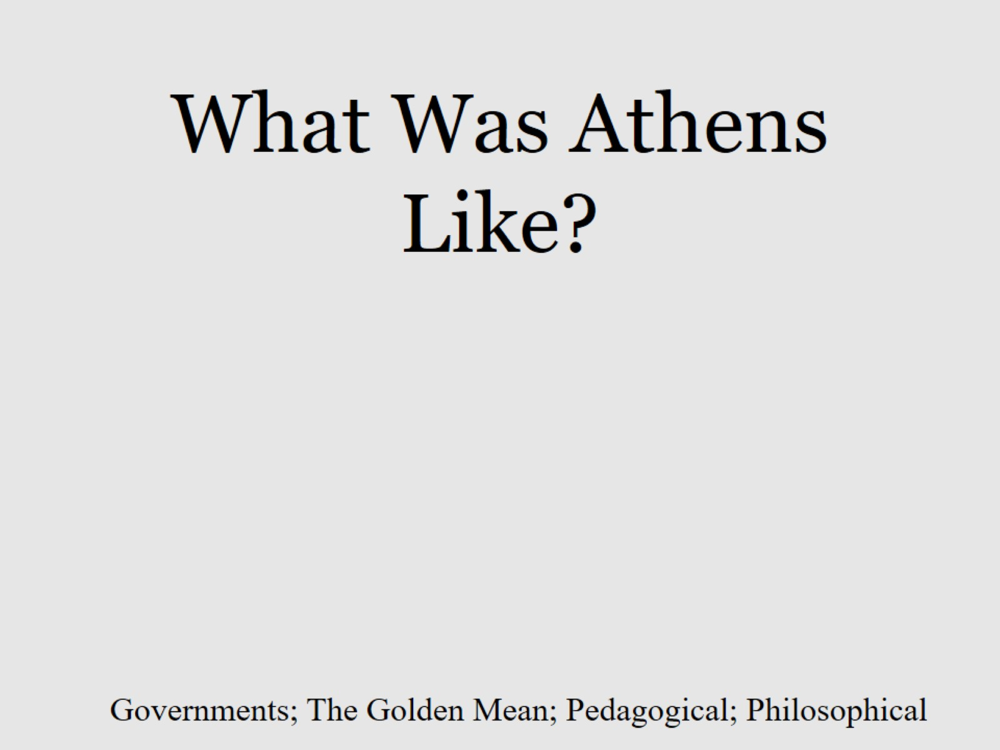 What Was Athens
Like?
Governments; The Golden Mean; Pedagogical; Philosophical